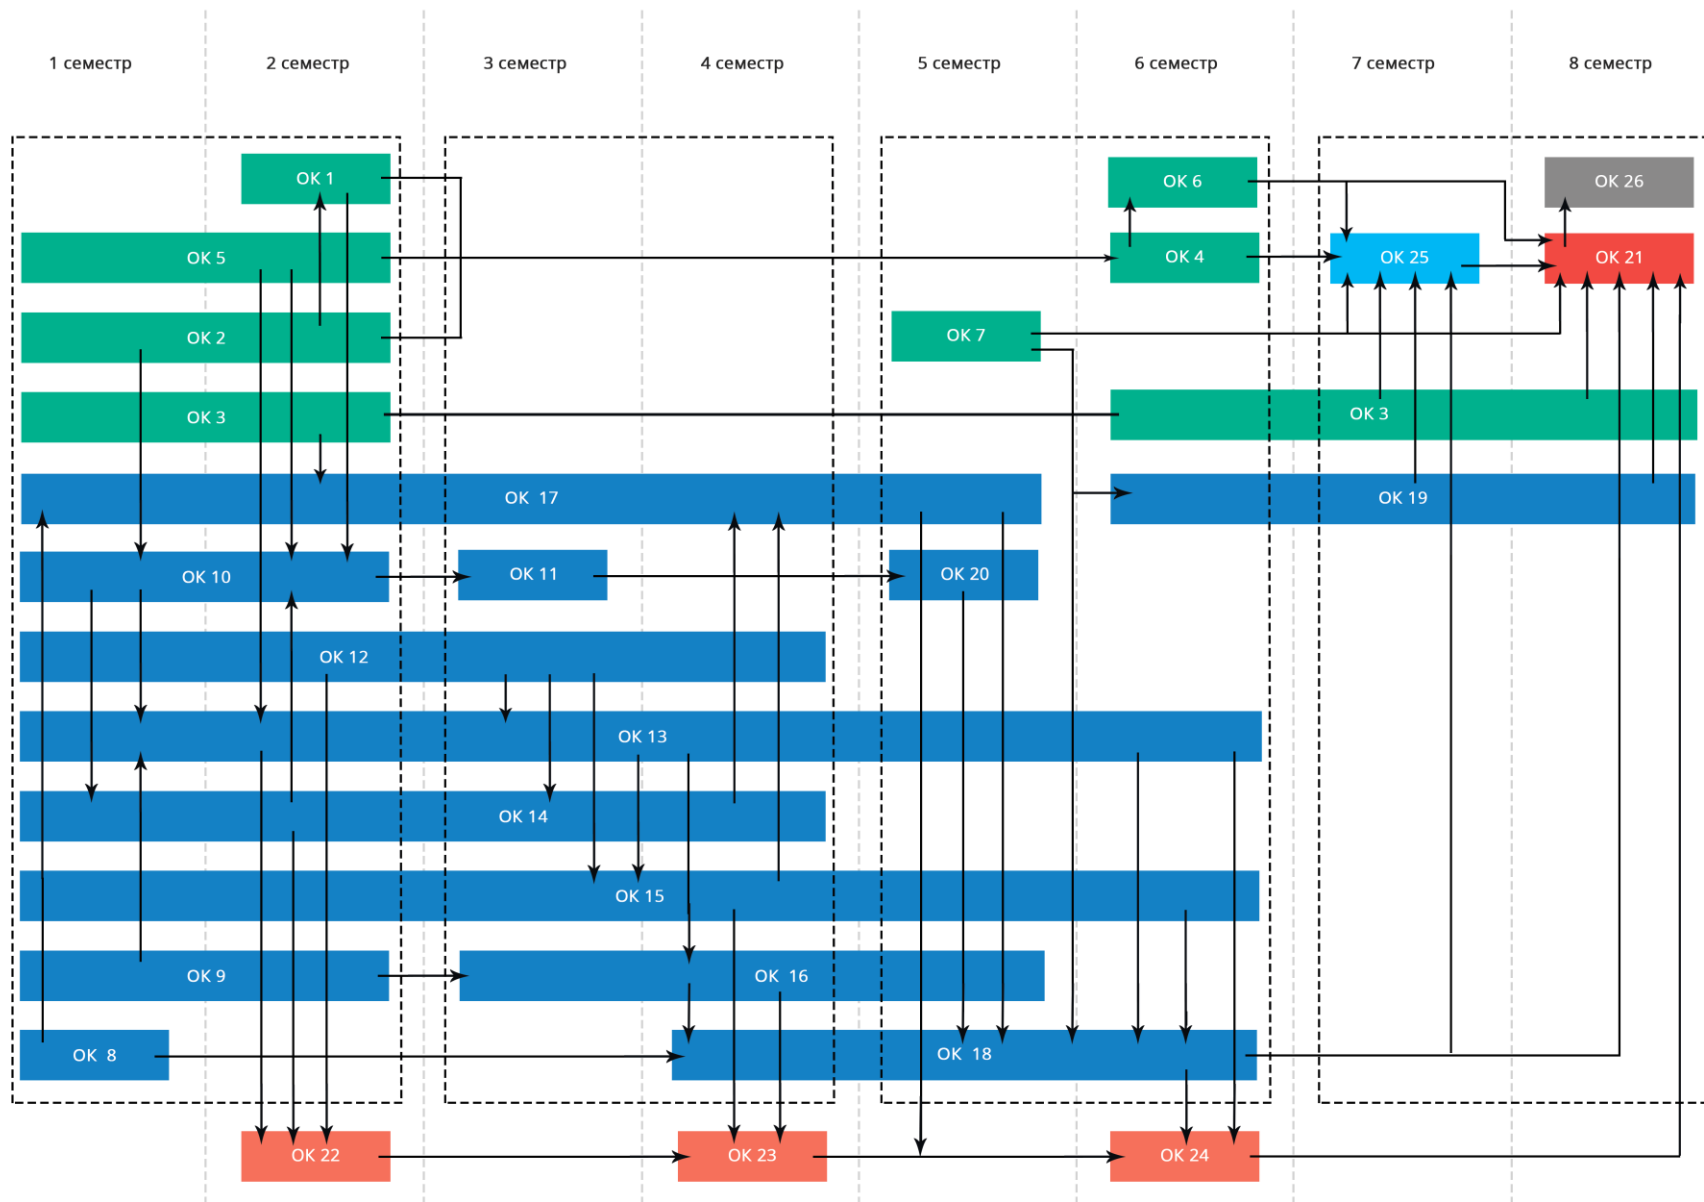 1 семестр
2 семестр
3 семестр
4 семестр
5 семестр
6 семестр
7 семестр
8 семестр
ОК 1
ОК 6
ОК 26
ОК 5
ОК 4
ОК 25
ОК 21
ОК 2
ОК 7
ОК 3
ОК 3
ОК 17
ОК 19
ОК 10
ОК 11
ОК 20
ОК 12
ОК 13
ОК 14
ОК 15
ОК 9
ОК 16
ОК 8
ОК 18
ОК 22
ОК 23
ОК 24